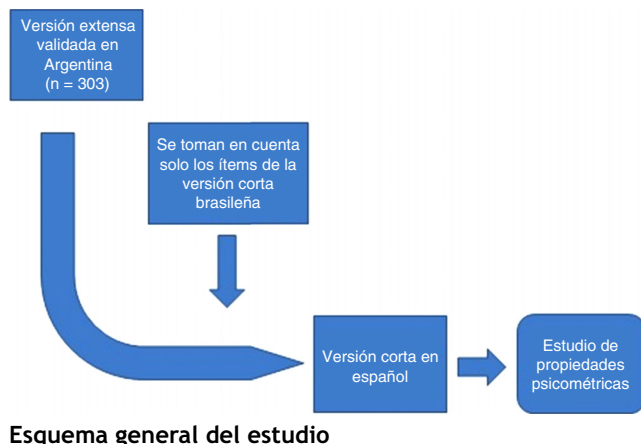 Versión extensa
validada en
Argentina
(n = 303)
Se toman en cuenta
solo los ítems de la
versión corta
brasileña
Versión corta en
español
Estudio de
propiedades
psicométricas
Esquema general del estudio